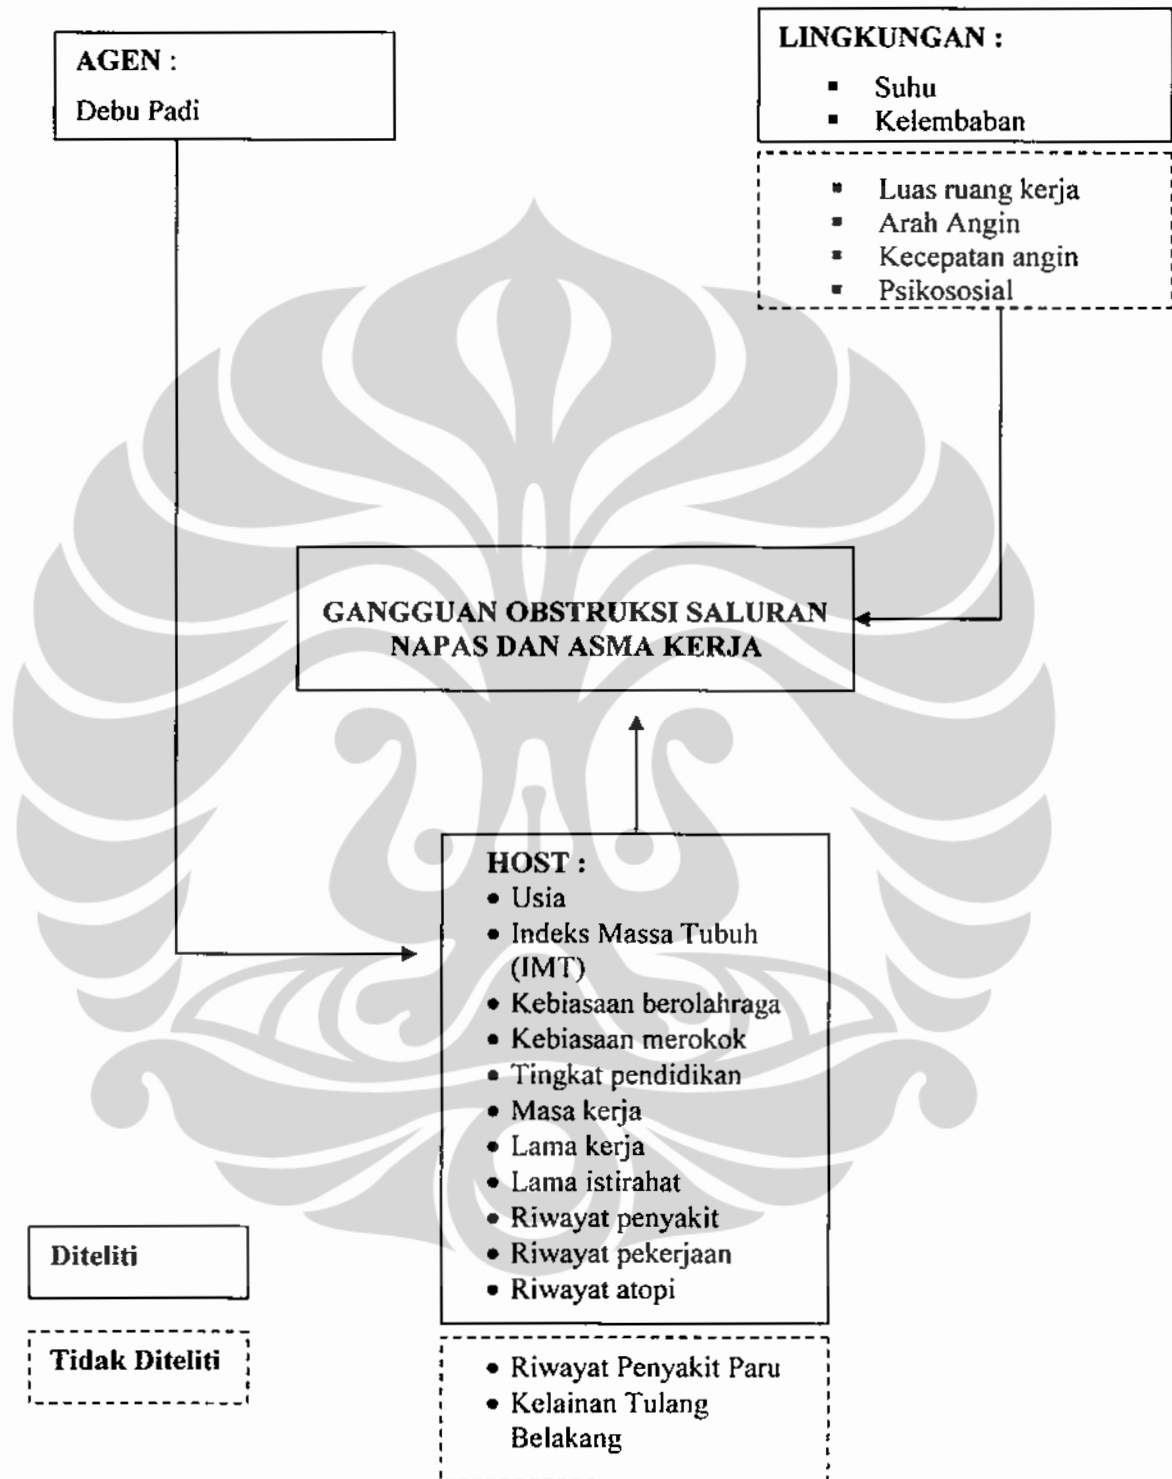 AGEN :
Debu Padi
LINGKUNGAN :
▪ Suhu
▪ Kelembaban
▪ Luas ruang kerja
▪ Arah Angin
▪ Kecepatan angin
▪ Psikososial
GANGGUAN OBSTRUKSI SALURAN
NAPAS DAN ASMA KERJA
HOST :
• Usia
• Indeks Massa Tubuh
(IMT)
• Kebiasaan berolahraga
• Kebiasaan merokok
• Tingkat pendidikan
• Masa kerja
• Lama kerja
• Lama istirahat
• Riwayat penyakit
• Riwayat pekerjaan
• Riwayat atopi
• Riwayat Penyakit Paru
• Kelainan Tulang
Belakang
Diteliti
Tidak Diteliti